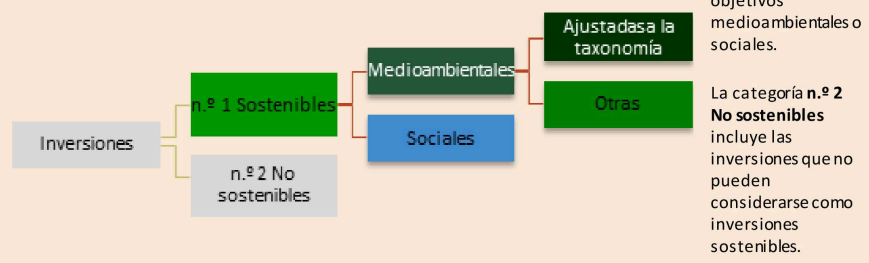 Inversiones
n.º 1 Sostenibles
n.º 2 No
sostenibles
Medioambientales
Sociales
Ajustadasa la
taxonomía
Otras
objetivos
medioambientales o
sociales.
La categoría n.º 2
No sostenibles
incluye las
inversiones que no
pueden
considerarse como
inversiones
sostenibles.